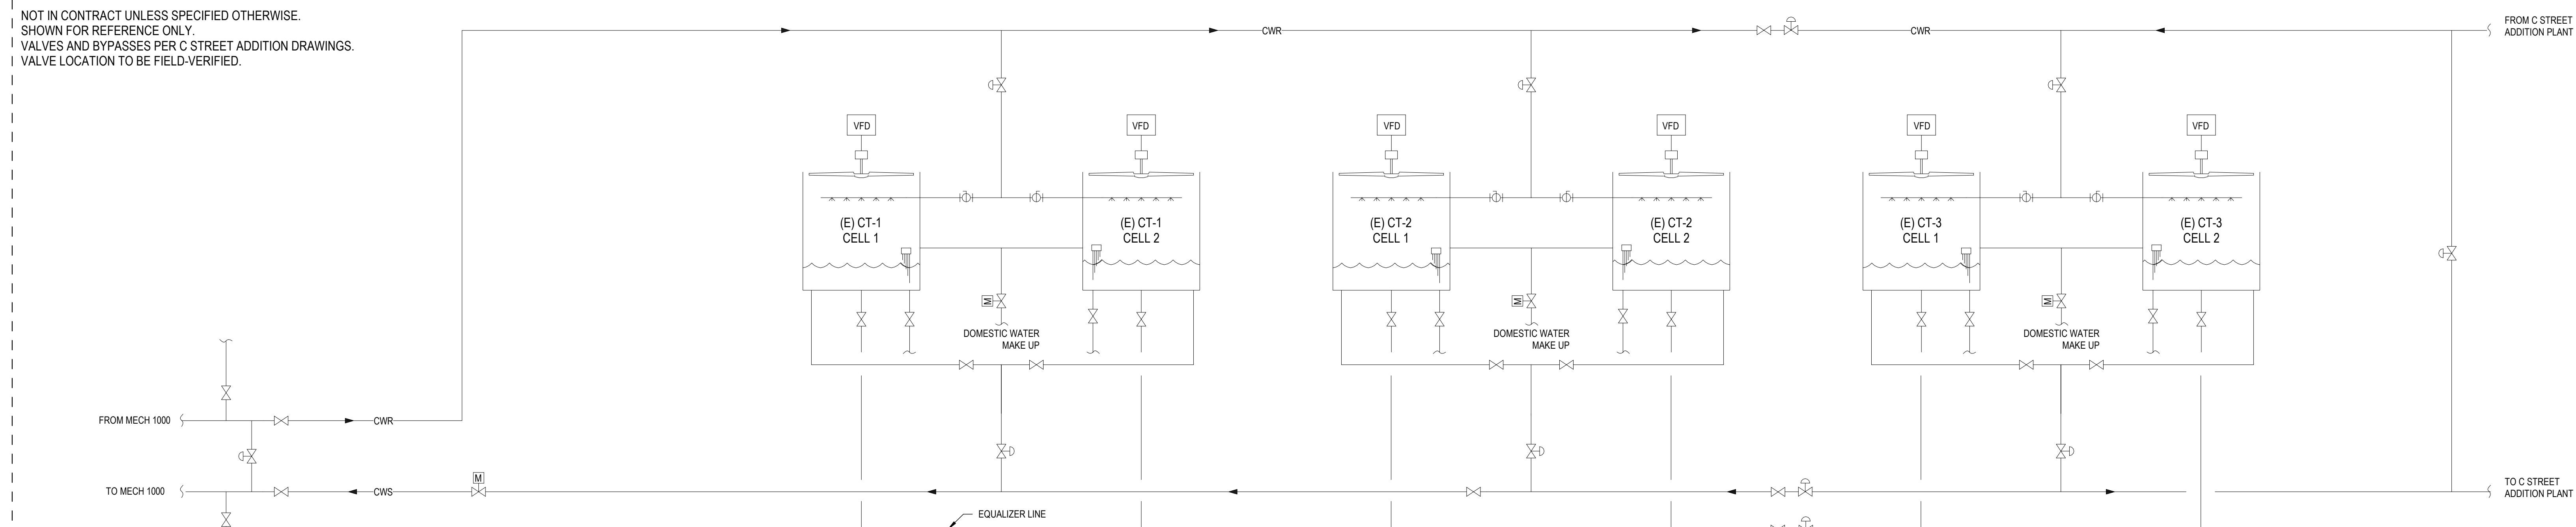 NOT IN CONTRACT UNLESS SPECIFIED OTHERWISE.
SHOWN FOR REFERENCE ONLY.
VALVES AND BYPASSES PER C STREET ADDITION DRAWINGS.
VALVE LOCATION TO BE FIELD-VERIFIED.
CWR
CWR
FROM C STREET
ADDITION PLANT
VFD
VFD
VFD
VFD
VFD
VFD
(E) CT-1
CELL 1
(E) CT-1
CELL 2
(E) CT-2
CELL 1
(E) CT-2
CELL 2
(E) CT-3
CELL 1
(E) CT-3
CELL 2
M
M
M
DOMESTIC WATER
MAKE UP
DOMESTIC WATER
MAKE UP
DOMESTIC WATER
MAKE UP
FROM MECH 1000
CWR
M
TO MECH 1000
CWS
TO C STREET
ADDITION PLANT
EQUALIZER LINE